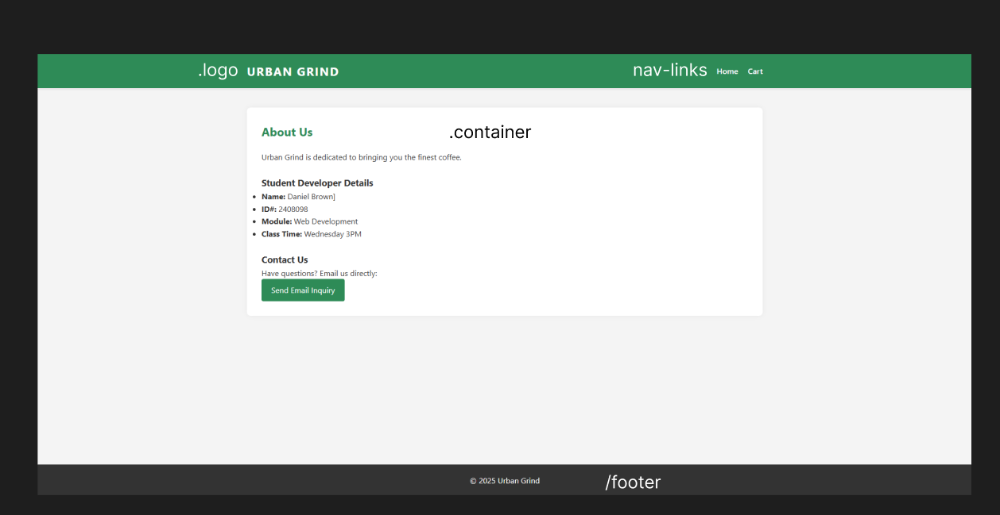 .logo URBAN GRIND nav-links Home Cart
About Us .container
Urban Grind is dedicated to bringing you the finest coffee.
Student Developer Details
• Name: Daniel Brown]
• ID#: 2408098
• Module: Web Development
• Class Time: Wednesday 3PM
Contact Us
Have questions? Email us directly:
Send Email Inquiry
© 2025 Urban Grind /footer